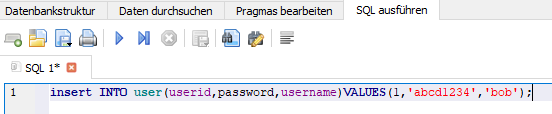 Datenbankstruktur Daten durchsuchen Pragmas bearbeiten SQL ausführen
SQL 1*
1 insert INTO user(userid,password,username)VALUES(1,'abcd1234','bob');